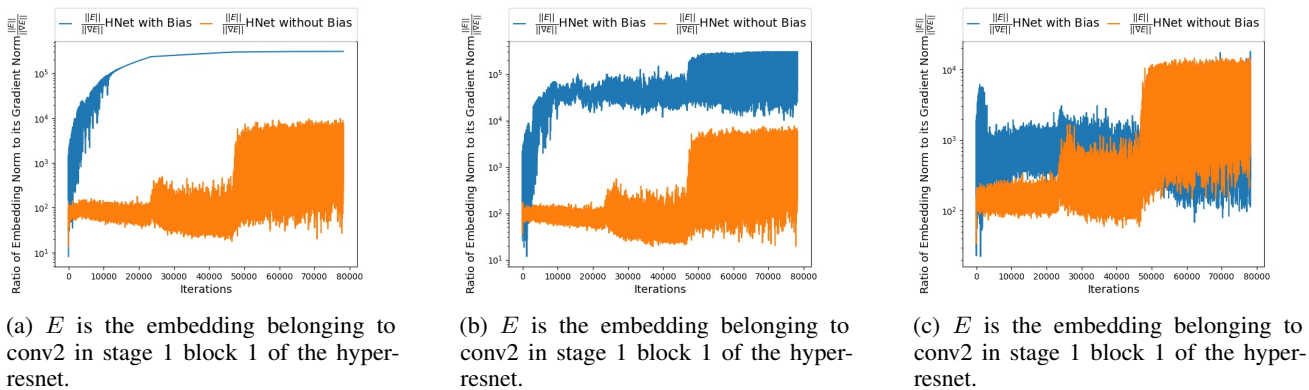 ||E||/||∇E|| HNet with Bias ||E||/||∇E|| HNet without Bias
Ratio of Embedding Norm to its Gradient Norm ||E||/||∇E||
10^5
10^4
10^3
10^2
10^1
0 10000 20000 30000 40000 50000 60000 70000 80000
Iterations
(a) E is the embedding belonging to
conv2 in stage 1 block 1 of the hyper-
resnet.
||E||/||∇E|| HNet with Bias ||E||/||∇E|| HNet without Bias
Ratio of Embedding Norm to its Gradient Norm ||E||/||∇E||
10^5
10^4
10^3
10^2
10^1
0 10000 20000 30000 40000 50000 60000 70000 80000
Iterations
(b) E is the embedding belonging to
conv2 in stage 1 block 1 of the hyper-
resnet.
||E||/||∇E|| HNet with Bias ||E||/||∇E|| HNet without Bias
Ratio of Embedding Norm to its Gradient Norm ||E||/||∇E||
10^4
10^3
10^2
0 10000 20000 30000 40000 50000 60000 70000 80000
Iterations
(c) E is the embedding belonging to
conv2 in stage 1 block 1 of the hyper-
resnet.